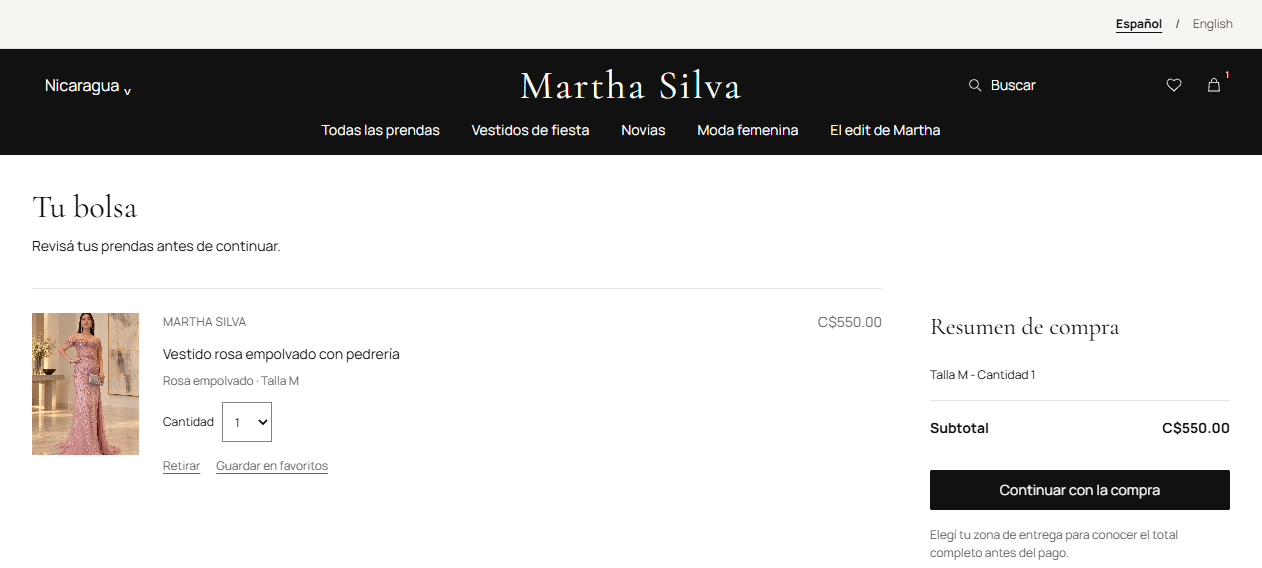 Español / English
Nicaragua v
Martha Silva
Buscar
1
Todas las prendas Vestidos de fiesta Novias Moda femenina El edit de Martha
Tu bolsa
Revisá tus prendas antes de continuar.
MARTHA SILVA
C$550.00
Vestido rosa empolvado con pedrería
Rosa empolvado · Talla M
Cantidad 1
Retirar Guardar en favoritos
Resumen de compra
Talla M - Cantidad 1
Subtotal C$550.00
Continuar con la compra
Elegí tu zona de entrega para conocer el total
completo antes del pago.